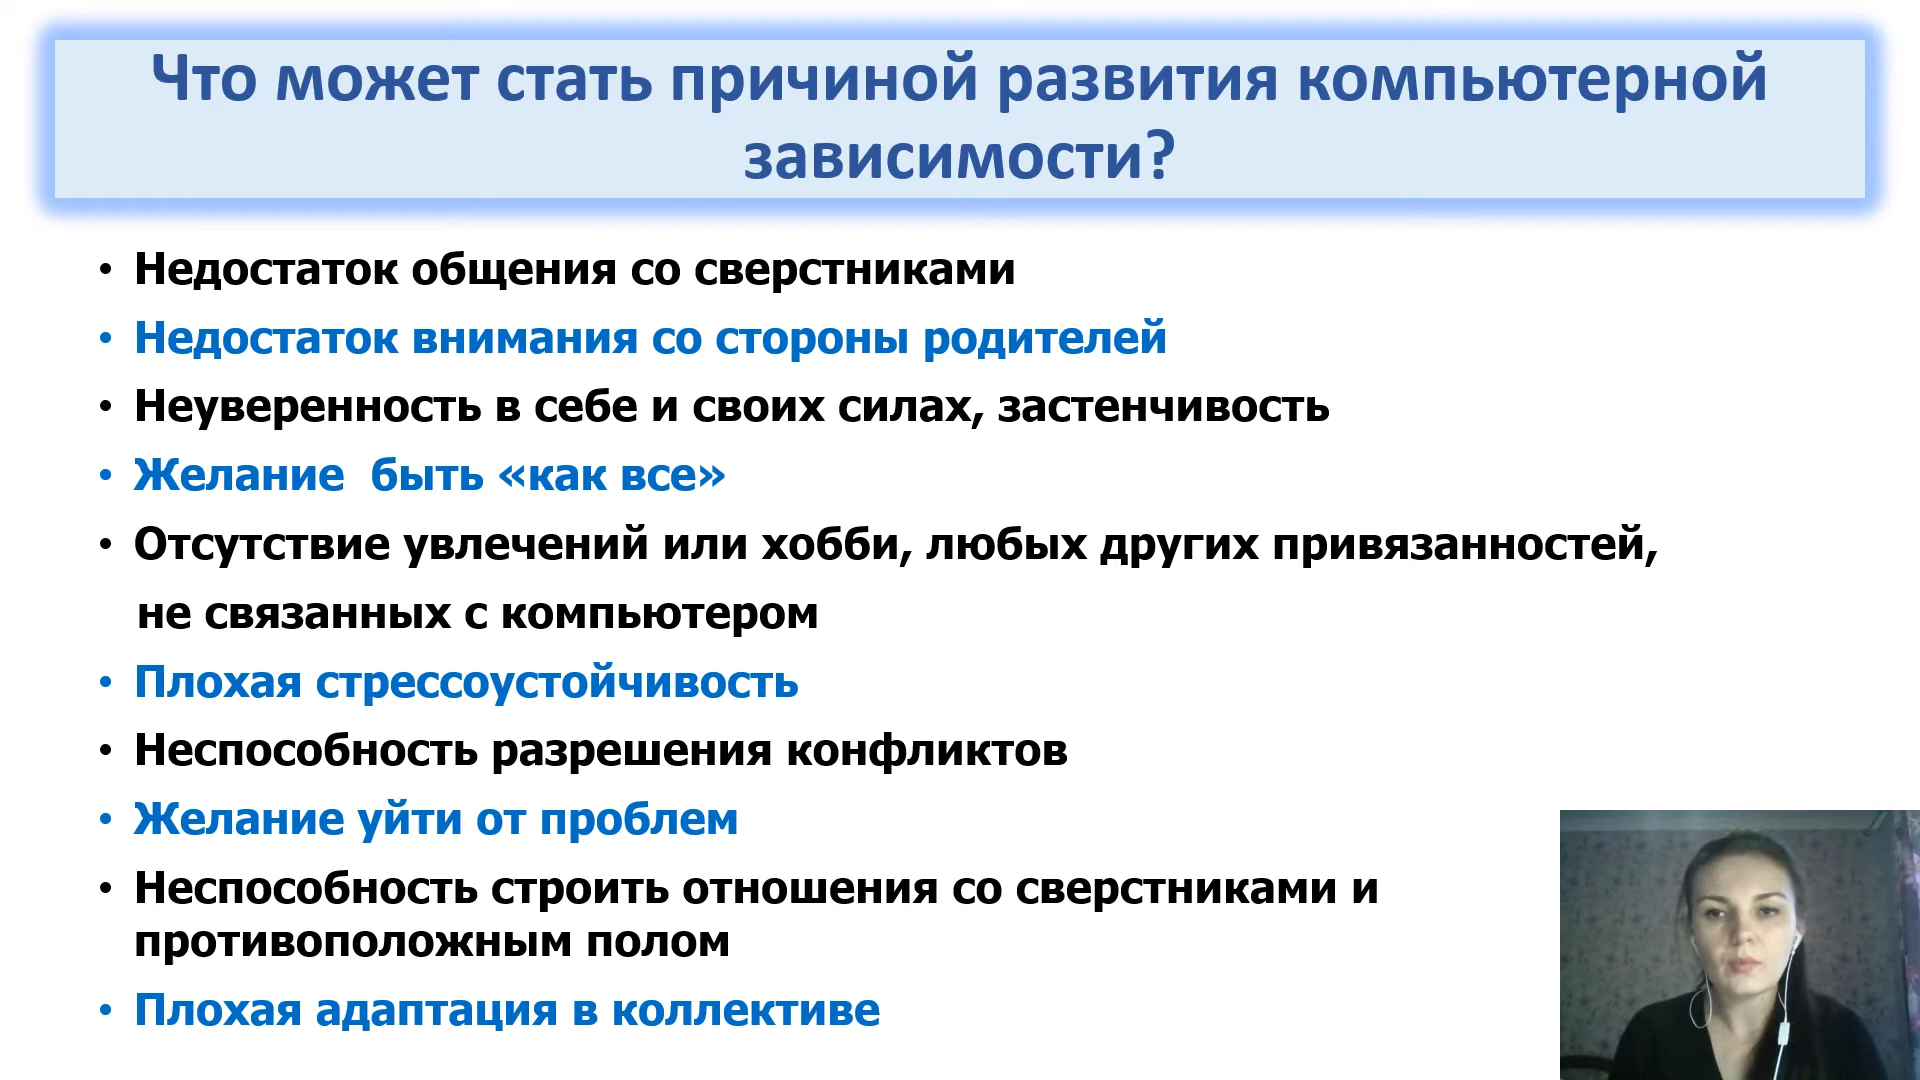 Что может стать причиной развития компьютерной
зависимости?
• Недостаток общения со сверстниками
• Недостаток внимания со стороны родителей
• Неуверенность в себе и своих силах, застенчивость
• Желание  быть «как все»
• Отсутствие увлечений или хобби, любых других привязанностей,
не связанных с компьютером
• Плохая стрессоустойчивость
• Неспособность разрешения конфликтов
• Желание уйти от проблем
• Неспособность строить отношения со сверстниками и
противоположным полом
• Плохая адаптация в коллективе